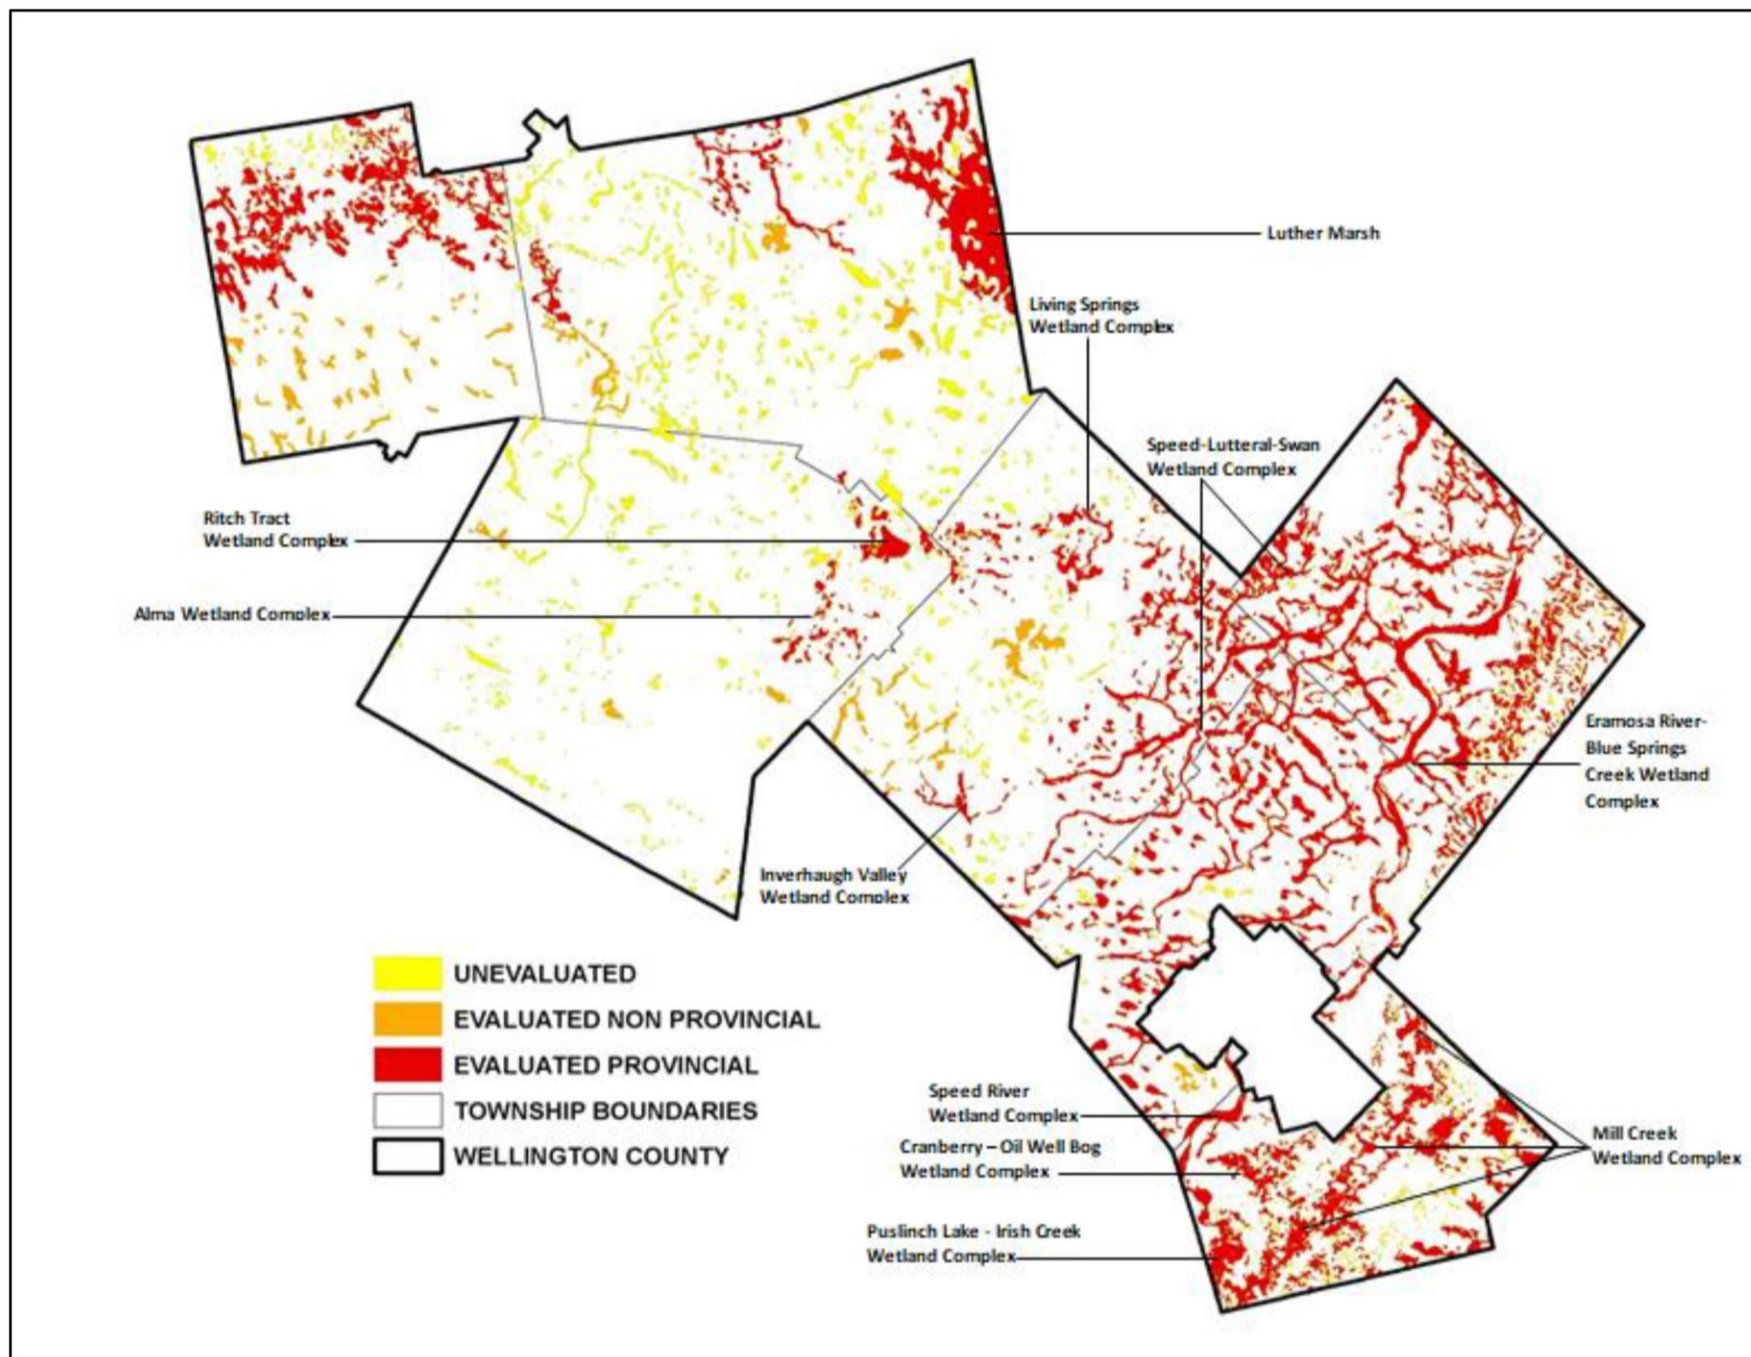 Luther Marsh
Living Springs
Wetland Complex
Speed-Lutteral-Swan
Wetland Complex
Ritch Tract
Wetland Complex
Alma Wetland Complex
Eramosa River-
Blue Springs
Creek Wetland
Complex
Inverhaugh Valley
Wetland Complex
UNEVALUATED
EVALUATED NON PROVINCIAL
EVALUATED PROVINCIAL
TOWNSHIP BOUNDARIES
WELLINGTON COUNTY
Speed River
Wetland Complex
Cranberry – Oil Well Bog
Wetland Complex
Mill Creek
Wetland Complex
Puslinch Lake - Irish Creek
Wetland Complex